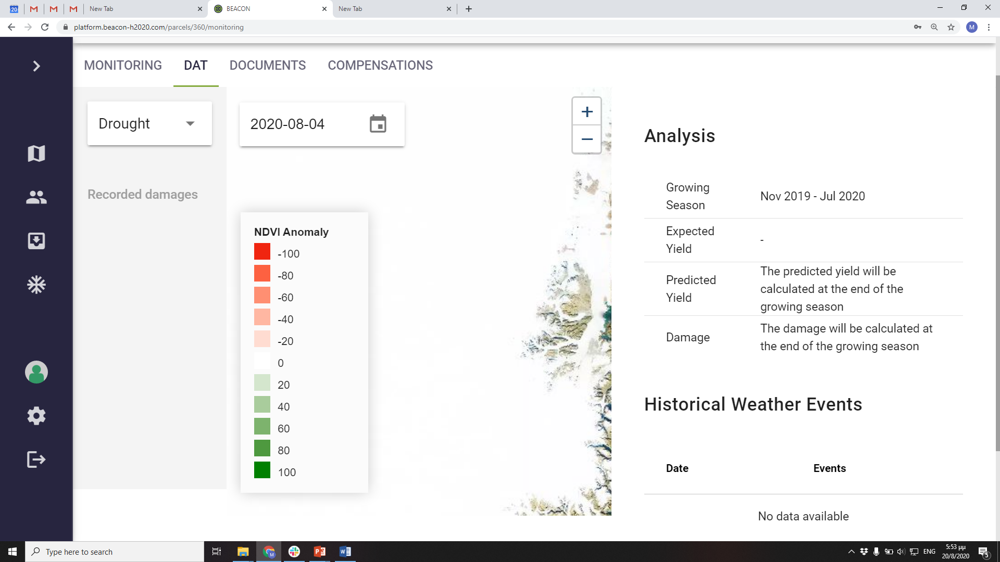 20
New Tab
BEACON
New Tab
platform.beacon-h2020.com/parcels/360/monitoring
M
MONITORING
DAT
DOCUMENTS
COMPENSATIONS
Drought
2020-08-04
+
−
Recorded damages
NDVI Anomaly
-100
-80
-60
-40
-20
0
20
40
60
80
100
Analysis
Growing
Season
Nov 2019 - Jul 2020
Expected
Yield
-
Predicted
Yield
The predicted yield will be
calculated at the end of the
growing season
Damage
The damage will be calculated at
the end of the growing season
Historical Weather Events
Date
Events
No data available
Type here to search
ENG
5:53 μμ
20/8/2020
5